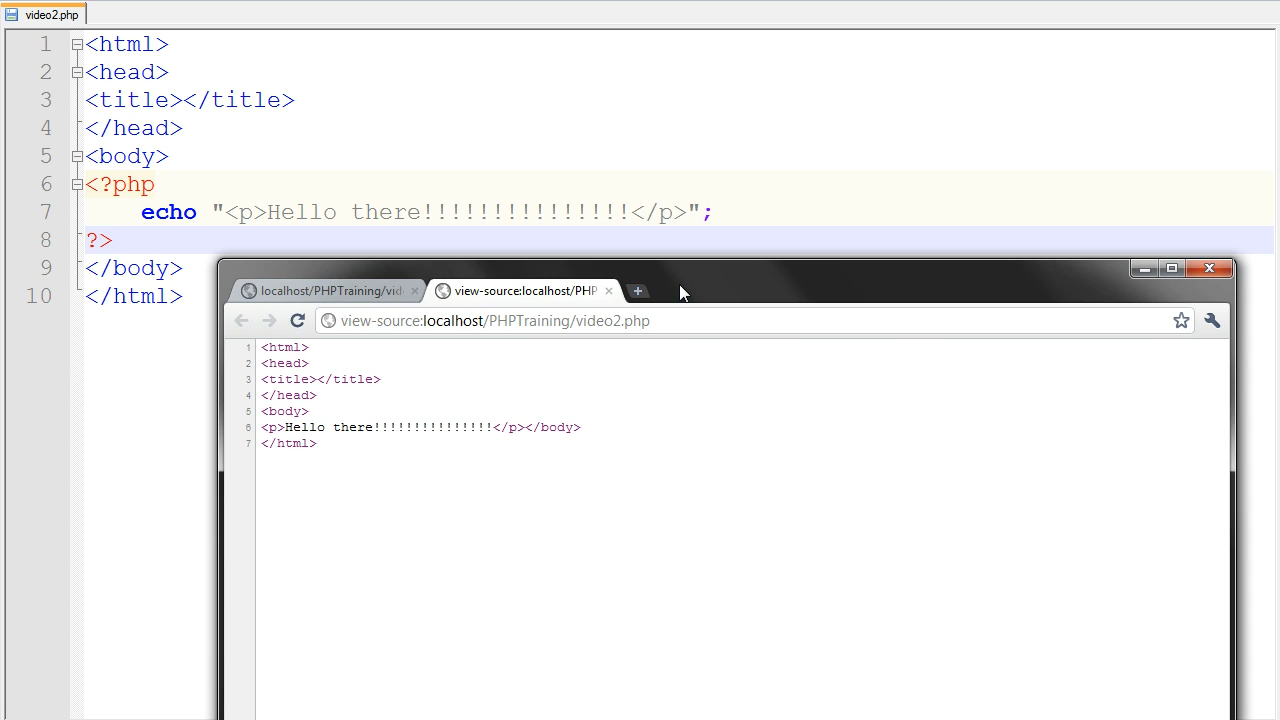 video2.php
1 <html>
2 <head>
3 <title></title>
4 </head>
5 <body>
6 <?php
7 echo "<p>Hello there!!!!!!!!!!!!!!!</p>";
8 ?>
9 </body>
10 </html>
localhost/PHPTraining/vid
view-source:localhost/PHP
view-source:localhost/PHPTraining/video2.php
1 <html>
2 <head>
3 <title></title>
4 </head>
5 <body>
6 <p>Hello there!!!!!!!!!!!!!!!</p></body>
7 </html>